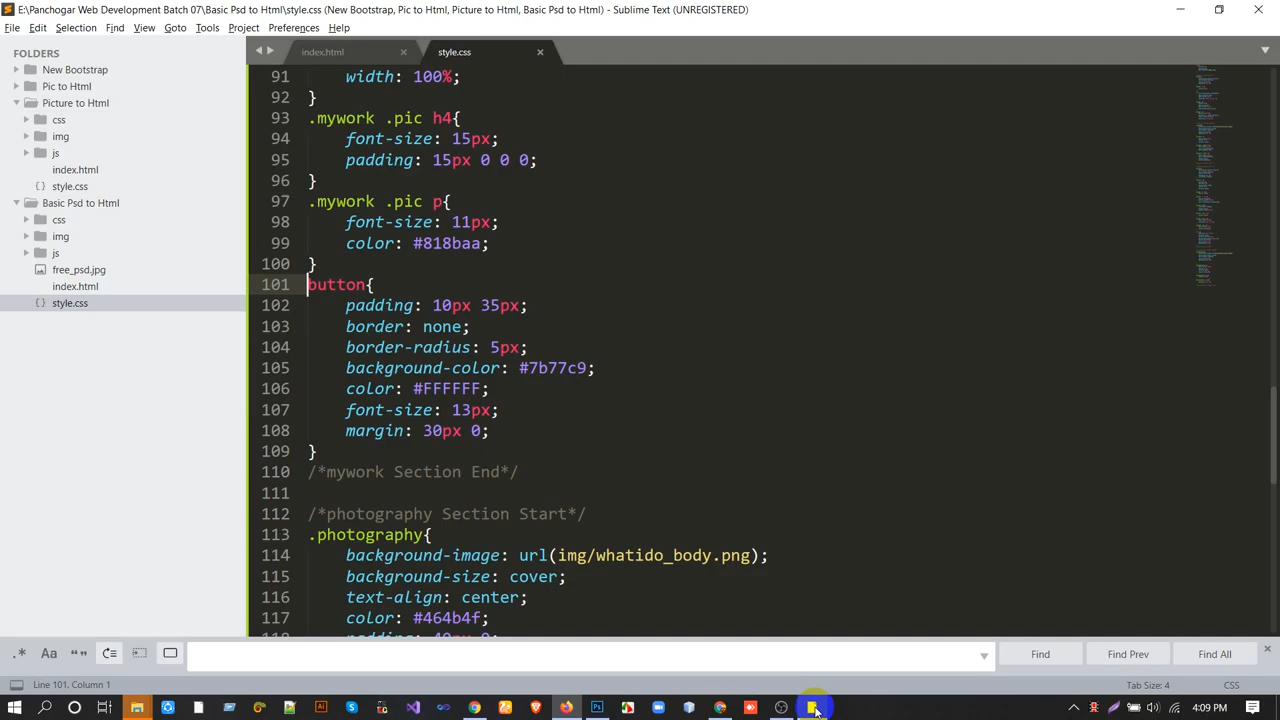 E:\Panchogar Web Development Batch 07\Basic Psd to Html\style.css (New Bootstrap, Pic to Html, Picture to Html, Basic Psd to Html) - Sublime Text (UNREGISTERED)
File Edit Selection Find View Goto Tools Project Preferences Help
FOLDERS
New Bootstrap
Pic to Html
Picture to Html
css
img
js
index.html
style.css
Basic Psd to Html
css
img
js
free_psd.jpg
index.html
style.css
index.html
style.css
91 width: 100%;
92 }
93 .mywork .pic h4{
94 font-size: 15px;
95 padding: 15px 0 0 0;
96 }
97 .mywork .pic p{
98 font-size: 11px;
99 color: #818baa;
100 }
101 button{
102 padding: 10px 35px;
103 border: none;
104 border-radius: 5px;
105 background-color: #7b77c9;
106 color: #FFFFFF;
107 font-size: 13px;
108 margin: 30px 0;
109 }
110 /*mywork Section End*/
111
112 /*photography Section Start*/
113 .photography{
114 background-image: url(img/whatido_body.png);
115 background-size: cover;
116 text-align: center;
117 color: #464b4f;
118 padding: 40px 0;
Find Find Prev Find All
Line 101, Column 1
Tab Size: 4 CSS
4:09 PM